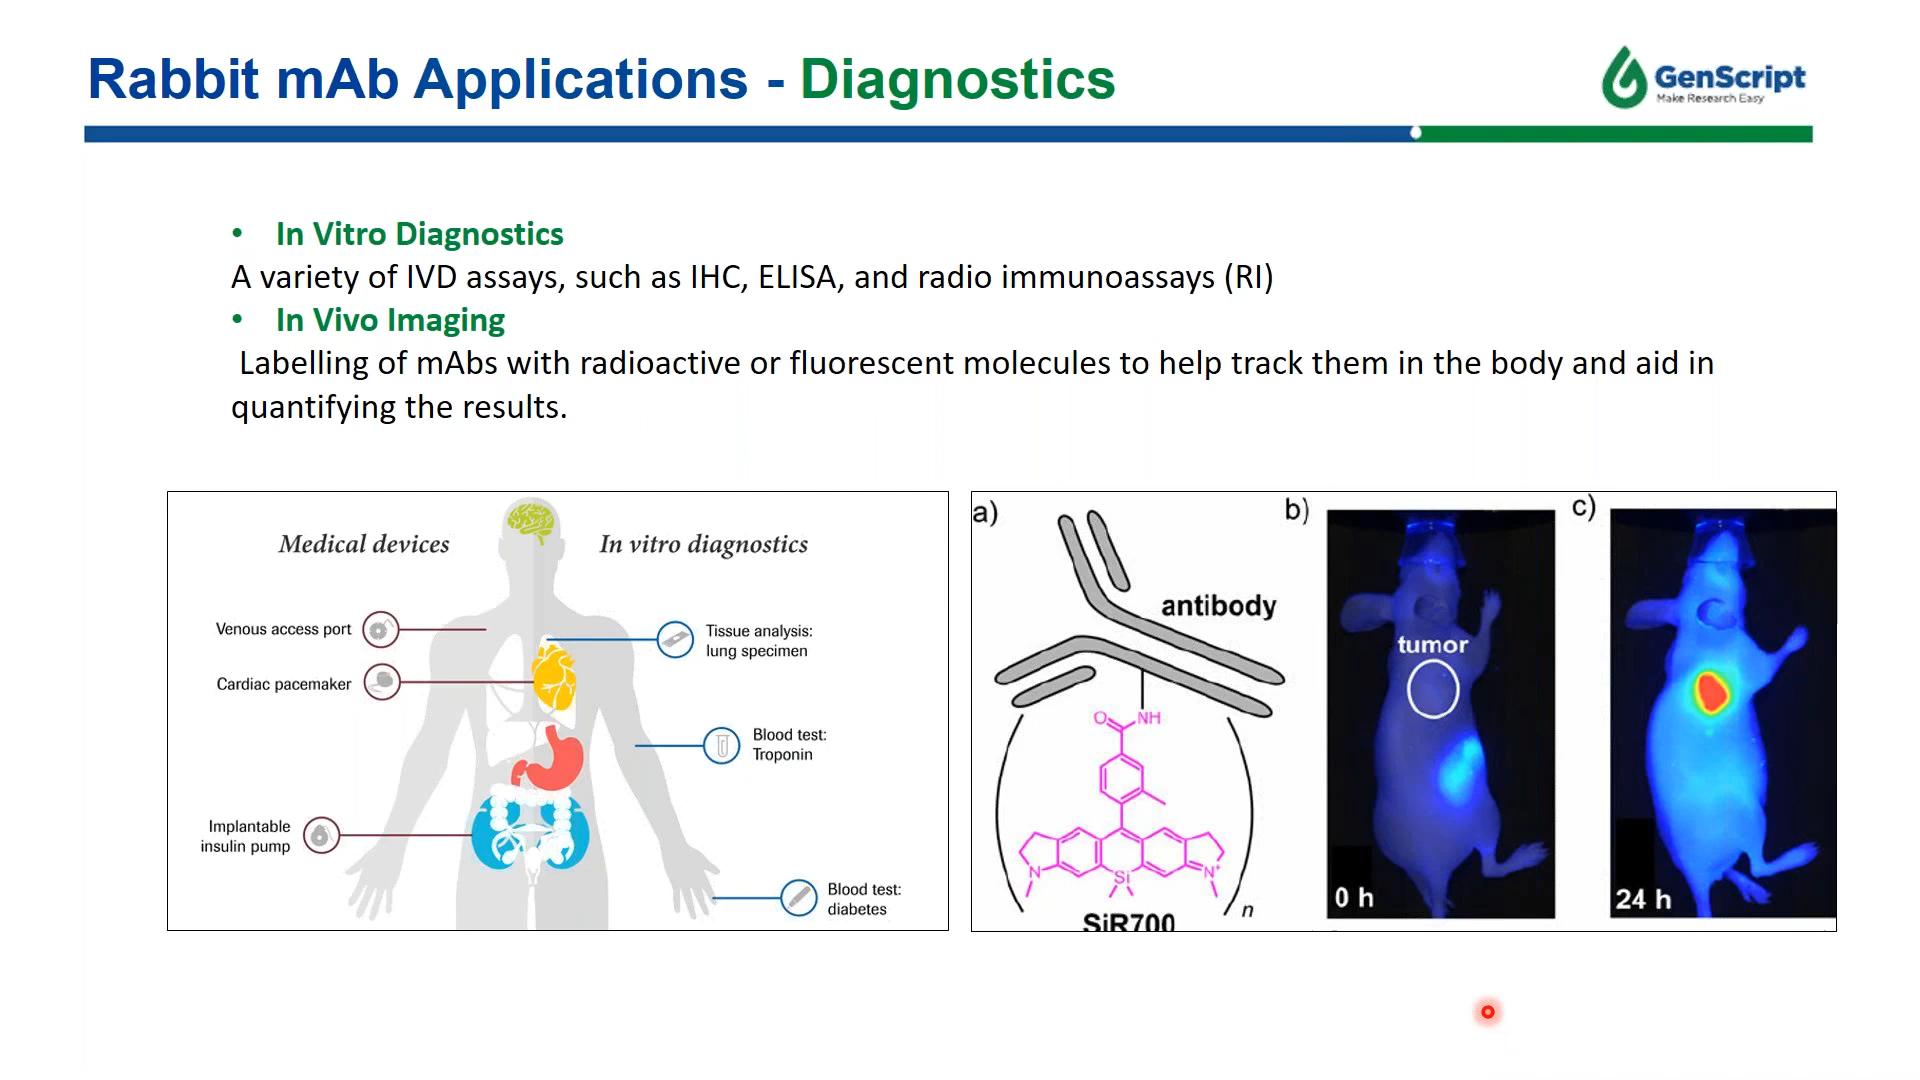 Rabbit mAb Applications - Diagnostics
GenScript
Make Research Easy
• In Vitro Diagnostics
A variety of IVD assays, such as IHC, ELISA, and radio immunoassays (RI)
• In Vivo Imaging
Labelling of mAbs with radioactive or fluorescent molecules to help track them in the body and aid in
quantifying the results.
Medical devices
In vitro diagnostics
Venous access port
Cardiac pacemaker
Implantable
insulin pump
Tissue analysis:
lung specimen
Blood test:
Troponin
Blood test:
diabetes
a)
antibody
O
NH
N
Si
N+
n
SiR700
b)
tumor
0 h
c)
24 h